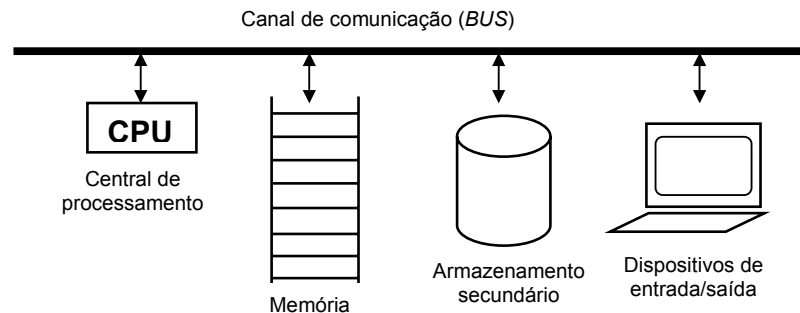 Canal de comunicação (BUS)
CPU
Central de
processamento
Memória
Armazenamento
secundário
Dispositivos de
entrada/saída